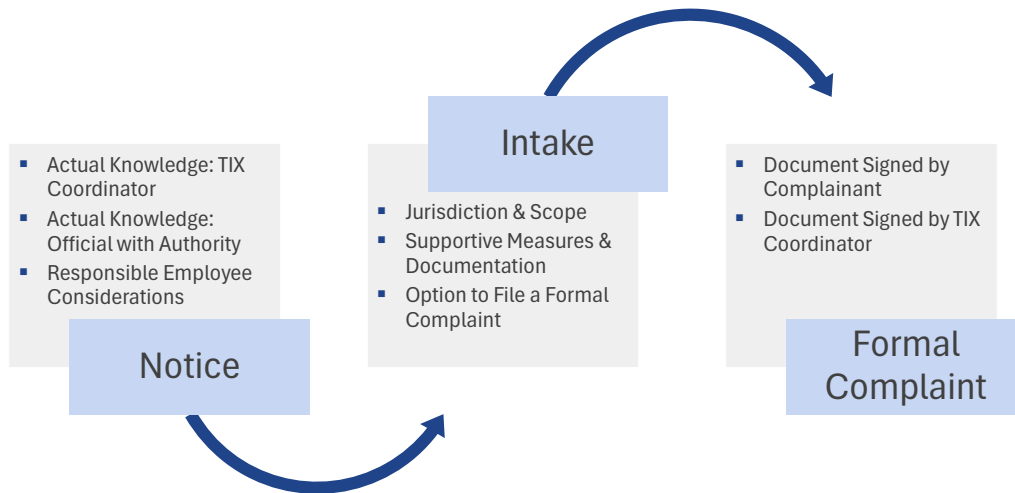 ▪ Actual Knowledge: TIX
Coordinator
▪ Actual Knowledge:
Official with Authority
▪ Responsible Employee
Considerations
Notice
Intake
▪ Jurisdiction & Scope
▪ Supportive Measures &
Documentation
▪ Option to File a Formal
Complaint
▪ Document Signed by
Complainant
▪ Document Signed by TIX
Coordinator
Formal
Complaint